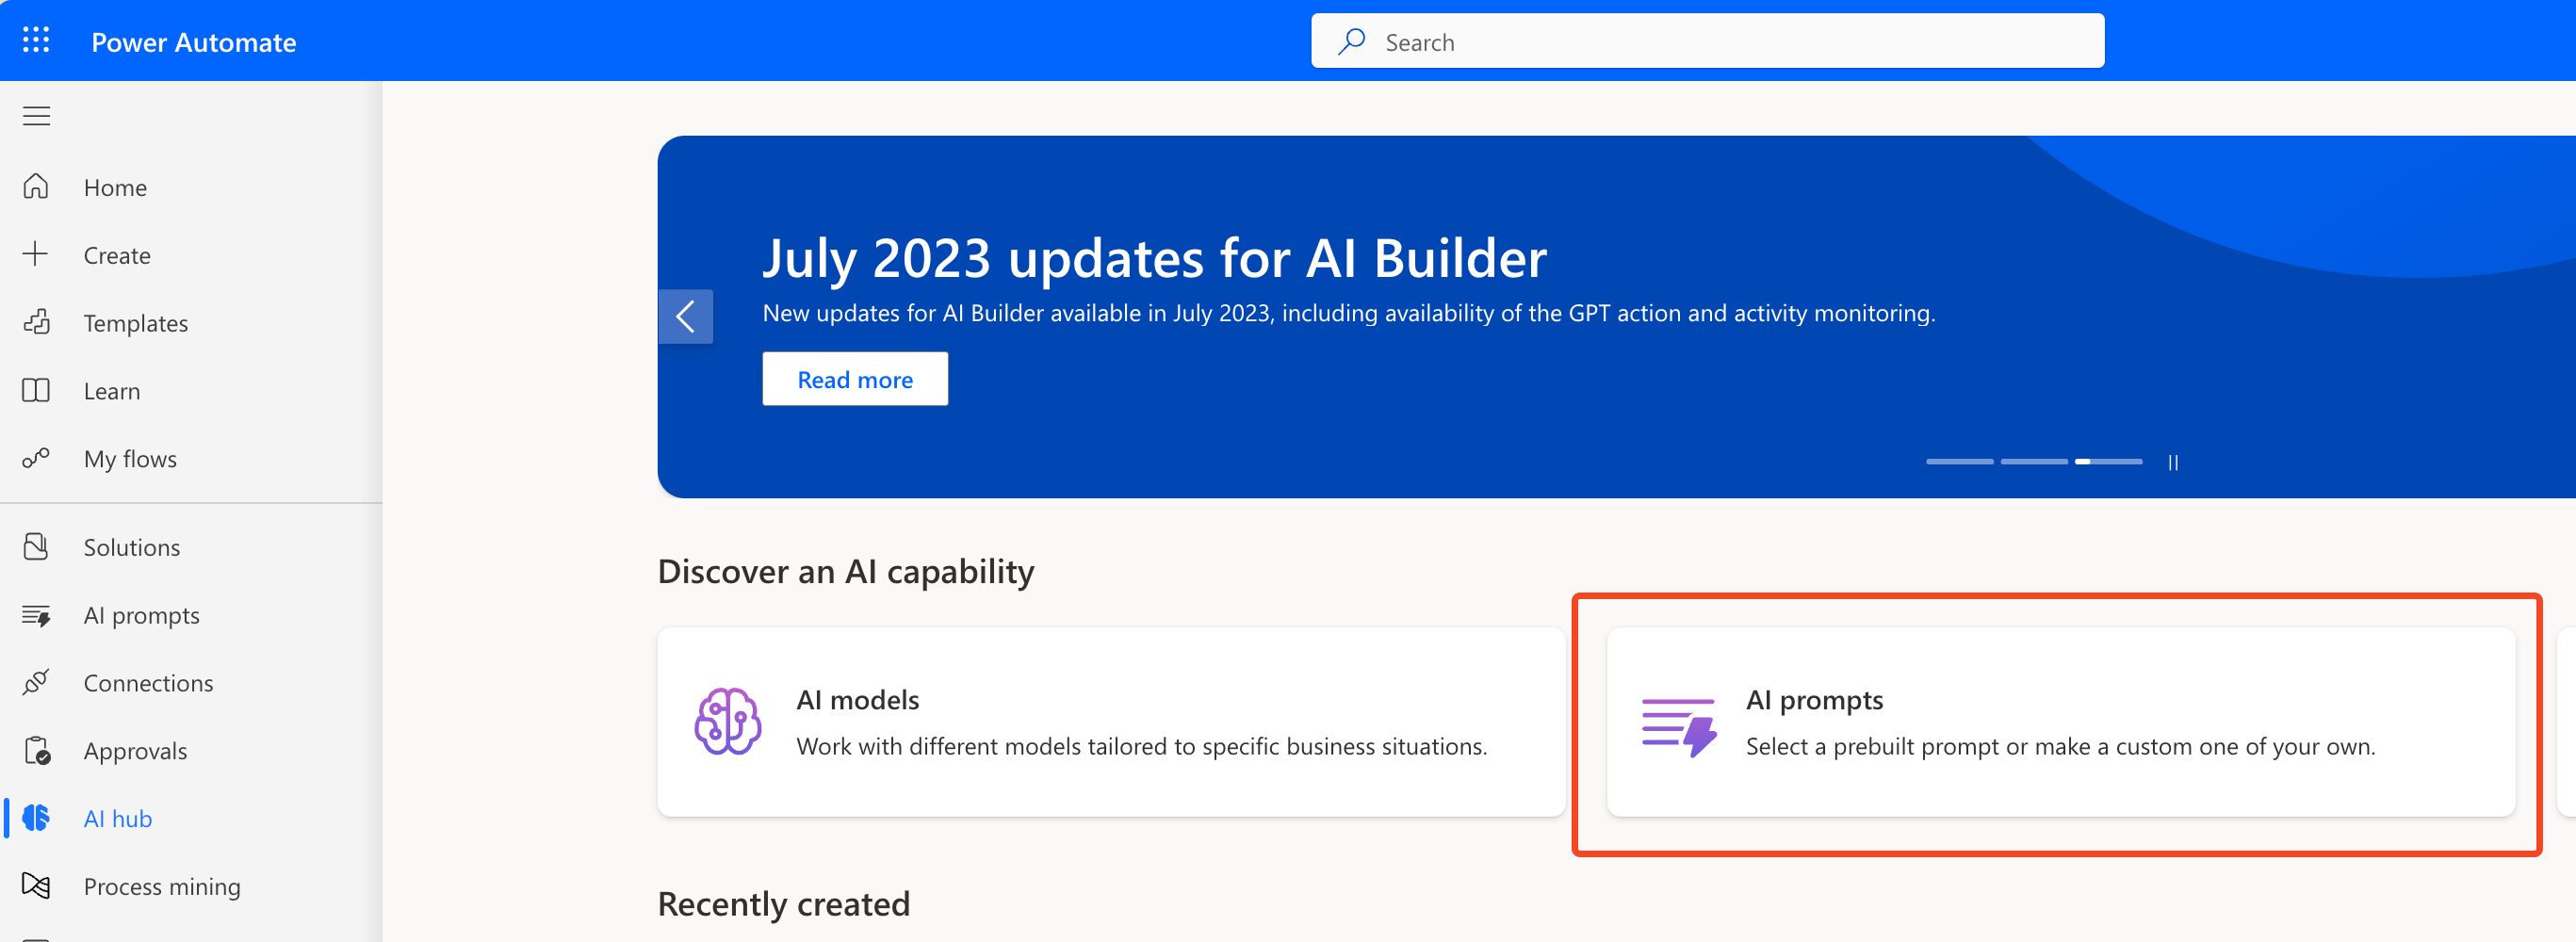 Power Automate
Search
Home
Create
Templates
Learn
My flows
Solutions
AI prompts
Connections
Approvals
AI hub
Process mining
July 2023 updates for AI Builder
New updates for AI Builder available in July 2023, including availability of the GPT action and activity monitoring.
Read more
Discover an AI capability
AI models
Work with different models tailored to specific business situations.
AI prompts
Select a prebuilt prompt or make a custom one of your own.
Recently created